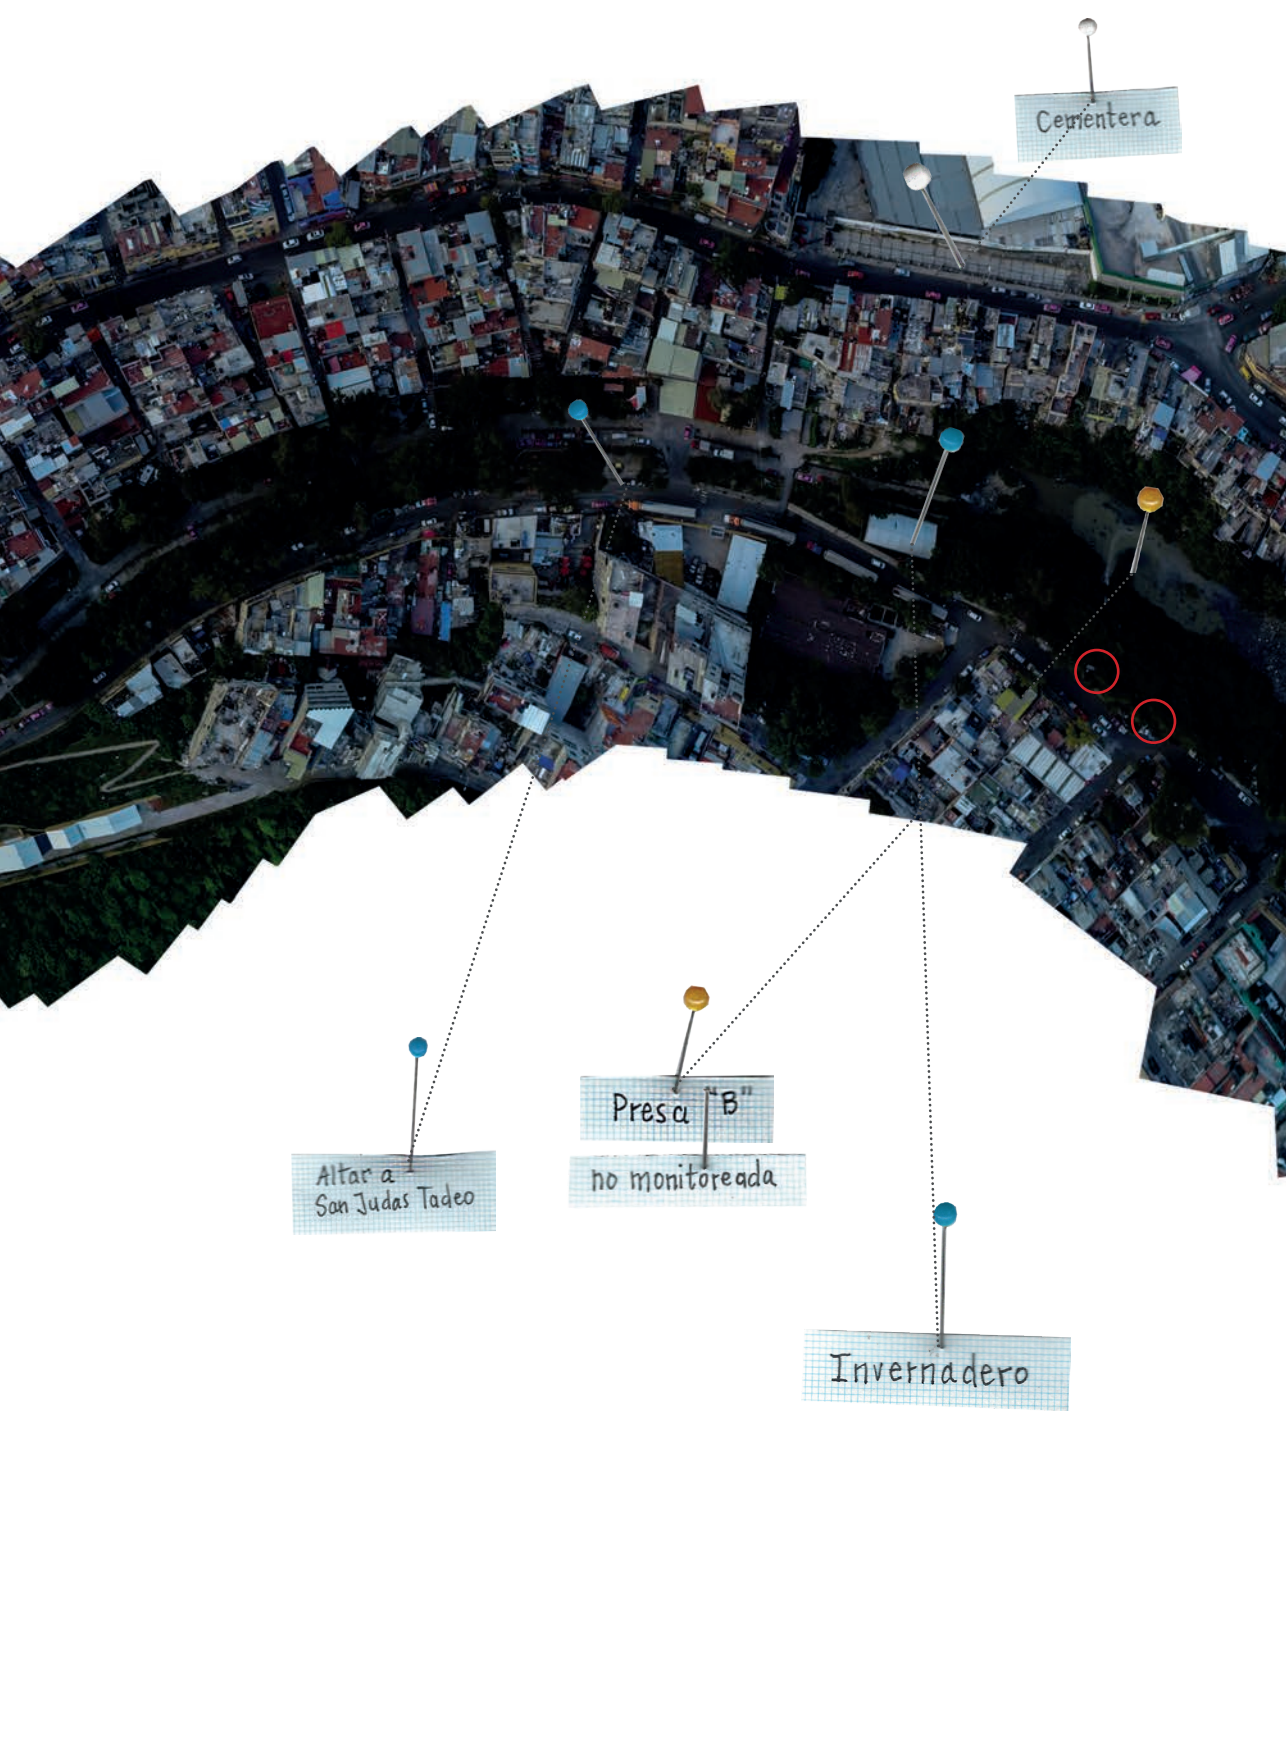 Cementera
Presa "B"
no monitoreada
Altar a
San Judas Tadeo
Invernadero